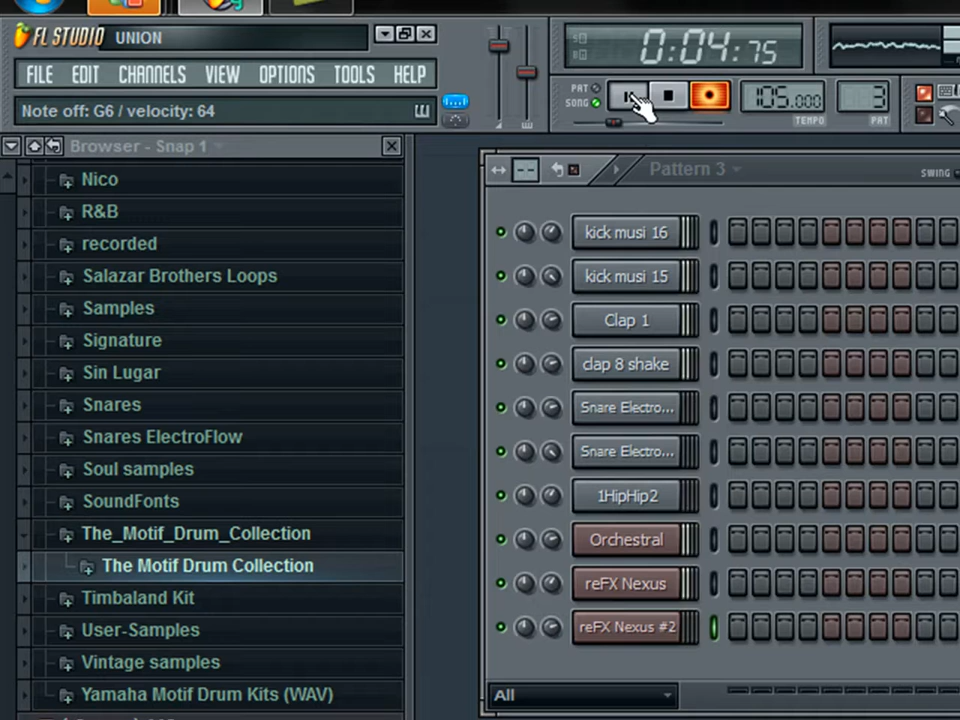 FL STUDIO UNION
FILE EDIT CHANNELS VIEW OPTIONS TOOLS HELP
Note off: G6 / velocity: 64
0:04:75
PAT
SONG
105.000
TEMPO
3
PAT
Browser - Snap 1
Nico
R&B
recorded
Salazar Brothers Loops
Samples
Signature
Sin Lugar
Snares
Snares ElectroFlow
Soul samples
SoundFonts
The_Motif_Drum_Collection
The Motif Drum Collection
Timbaland Kit
User-Samples
Vintage samples
Yamaha Motif Drum Kits (WAV)
Pattern 3
SWING
kick musi 16
kick musi 15
Clap 1
clap 8 shake
Snare Electro...
Snare Electro...
1HipHip2
Orchestral
reFX Nexus
reFX Nexus #2
All